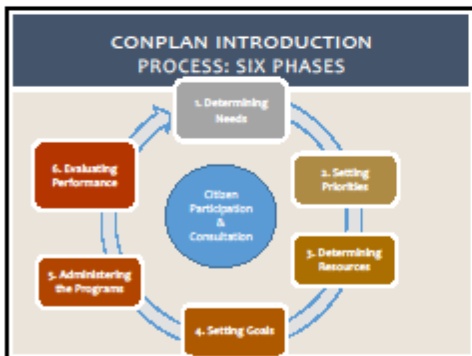 CONPLAN INTRODUCTION
PROCESS: SIX PHASES
1. Determining
Needs
2. Setting
Priorities
3. Determining
Resources
4. Setting Goals
5. Administering
the Programs
6. Evaluating
Performance
Citizen
Participation
&
Consultation